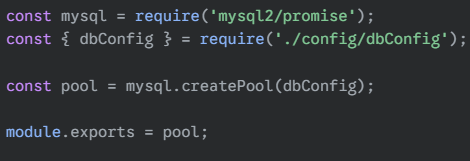 const mysql = require('mysql2/promise');
const { dbConfig } = require('./config/dbConfig');
const pool = mysql.createPool(dbConfig);
module.exports = pool;